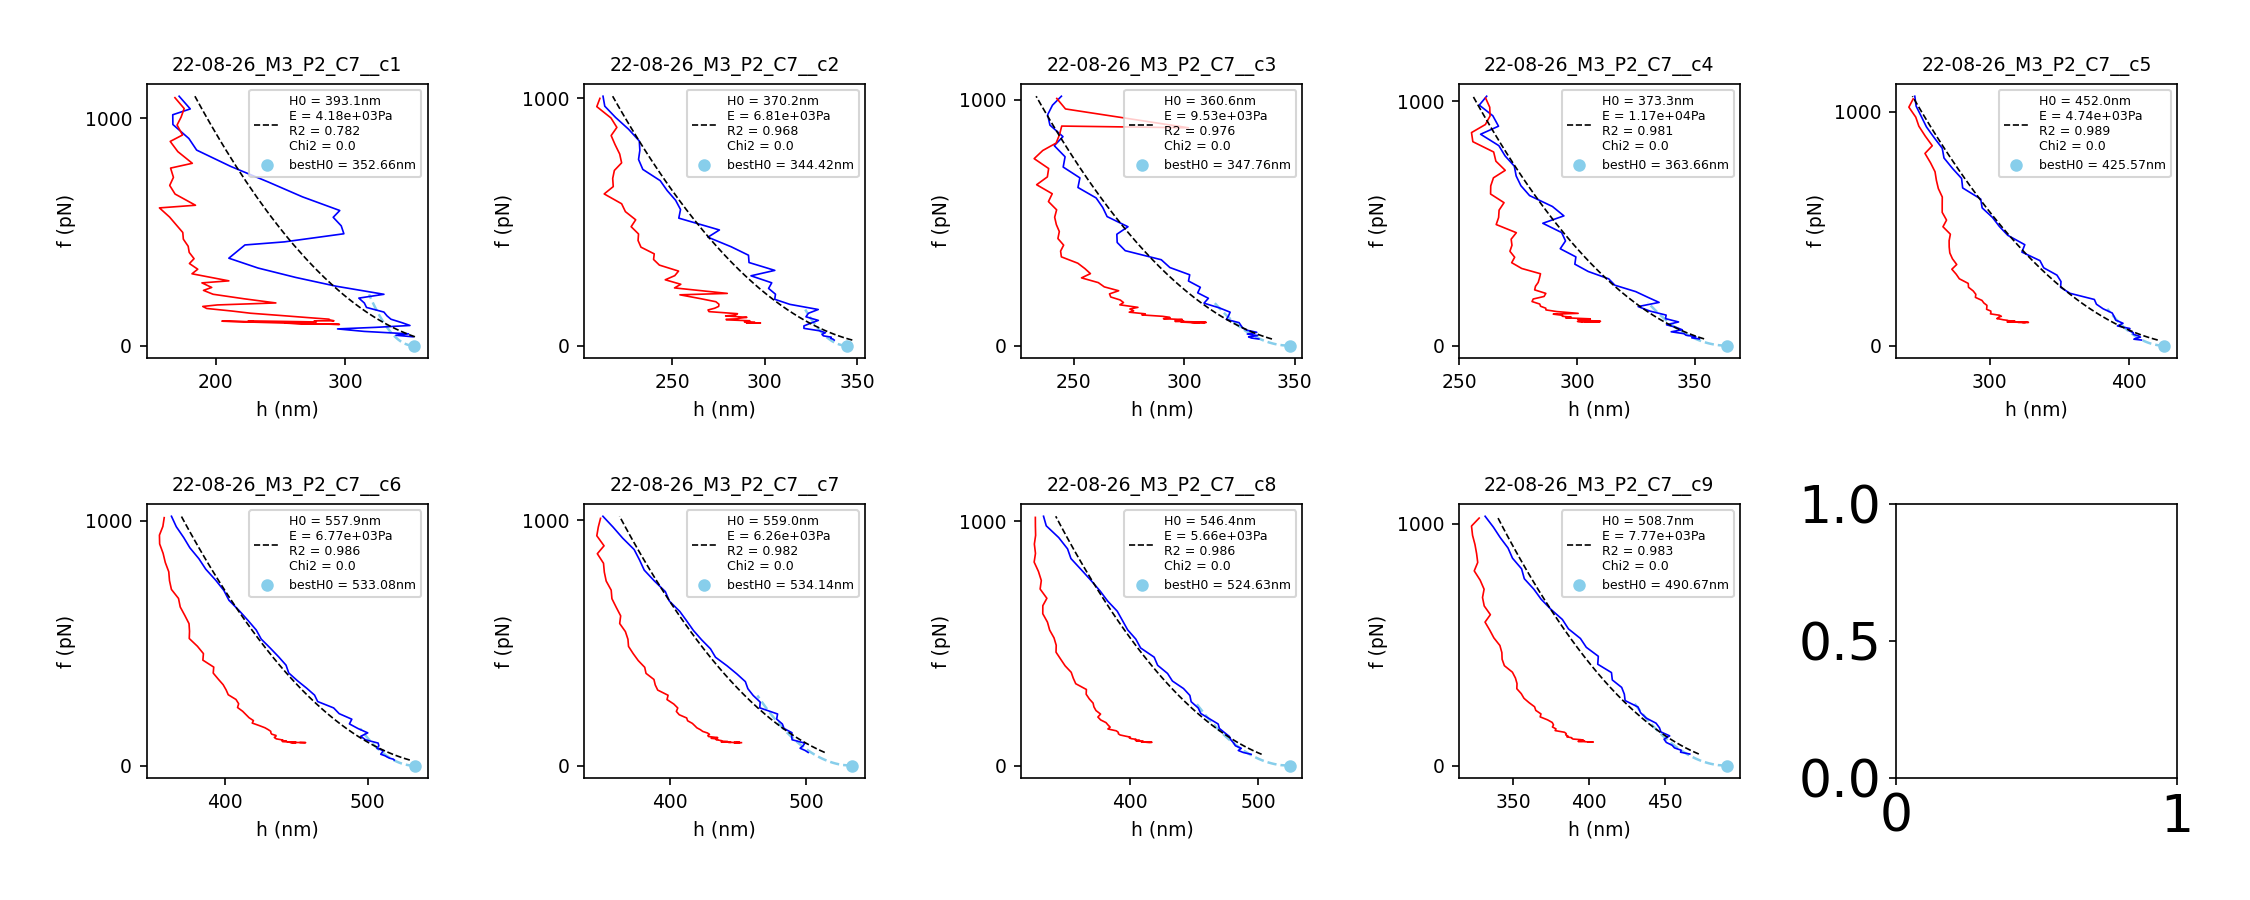 22-08-26_M3_P2_C7__c1
H0 = 393.1nm
E = 4.18e+03Pa
R2 = 0.782
Chi2 = 0.0
bestH0 = 352.66nm
1000
0
f (pN)
200 300
h (nm)
22-08-26_M3_P2_C7__c2
H0 = 370.2nm
E = 6.81e+03Pa
R2 = 0.968
Chi2 = 0.0
bestH0 = 344.42nm
1000
0
f (pN)
250 300 350
h (nm)
22-08-26_M3_P2_C7__c3
H0 = 360.6nm
E = 9.53e+03Pa
R2 = 0.976
Chi2 = 0.0
bestH0 = 347.76nm
1000
0
f (pN)
250 300 350
h (nm)
22-08-26_M3_P2_C7__c4
H0 = 373.3nm
E = 1.17e+04Pa
R2 = 0.981
Chi2 = 0.0
bestH0 = 363.66nm
1000
0
f (pN)
250 300 350
h (nm)
22-08-26_M3_P2_C7__c5
H0 = 452.0nm
E = 4.74e+03Pa
R2 = 0.989
Chi2 = 0.0
bestH0 = 425.57nm
1000
0
f (pN)
300 400
h (nm)
22-08-26_M3_P2_C7__c6
H0 = 557.9nm
E = 6.77e+03Pa
R2 = 0.986
Chi2 = 0.0
bestH0 = 533.08nm
1000
0
f (pN)
400 500
h (nm)
22-08-26_M3_P2_C7__c7
H0 = 559.0nm
E = 6.26e+03Pa
R2 = 0.982
Chi2 = 0.0
bestH0 = 534.14nm
1000
0
f (pN)
400 500
h (nm)
22-08-26_M3_P2_C7__c8
H0 = 546.4nm
E = 5.66e+03Pa
R2 = 0.986
Chi2 = 0.0
bestH0 = 524.63nm
1000
0
f (pN)
400 500
h (nm)
22-08-26_M3_P2_C7__c9
H0 = 508.7nm
E = 7.77e+03Pa
R2 = 0.983
Chi2 = 0.0
bestH0 = 490.67nm
1000
0
f (pN)
350 400 450
h (nm)
1.0
0.5
0.0
0 1